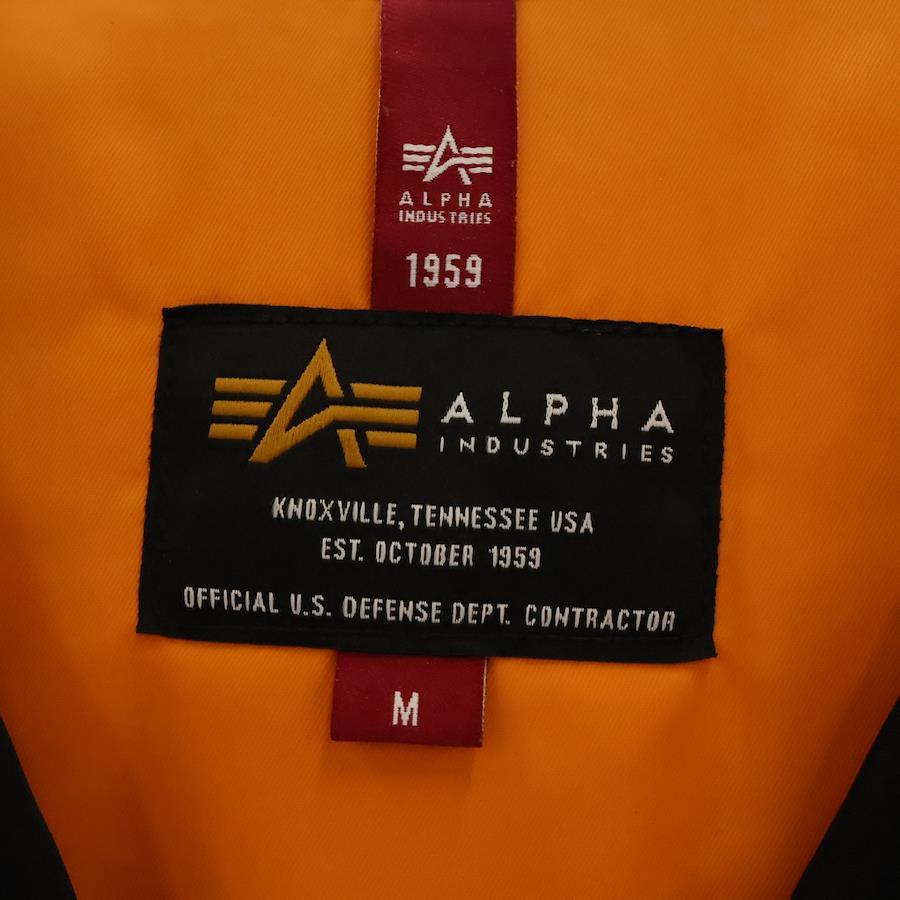 ALPHA
INDUSTRIES
1959
ALPHA
INDUSTRIES
KNOXVILLE, TENNESSEE USA
EST. OCTOBER 1959
OFFICIAL U.S. DEFENSE DEPT. CONTRACTOR
M